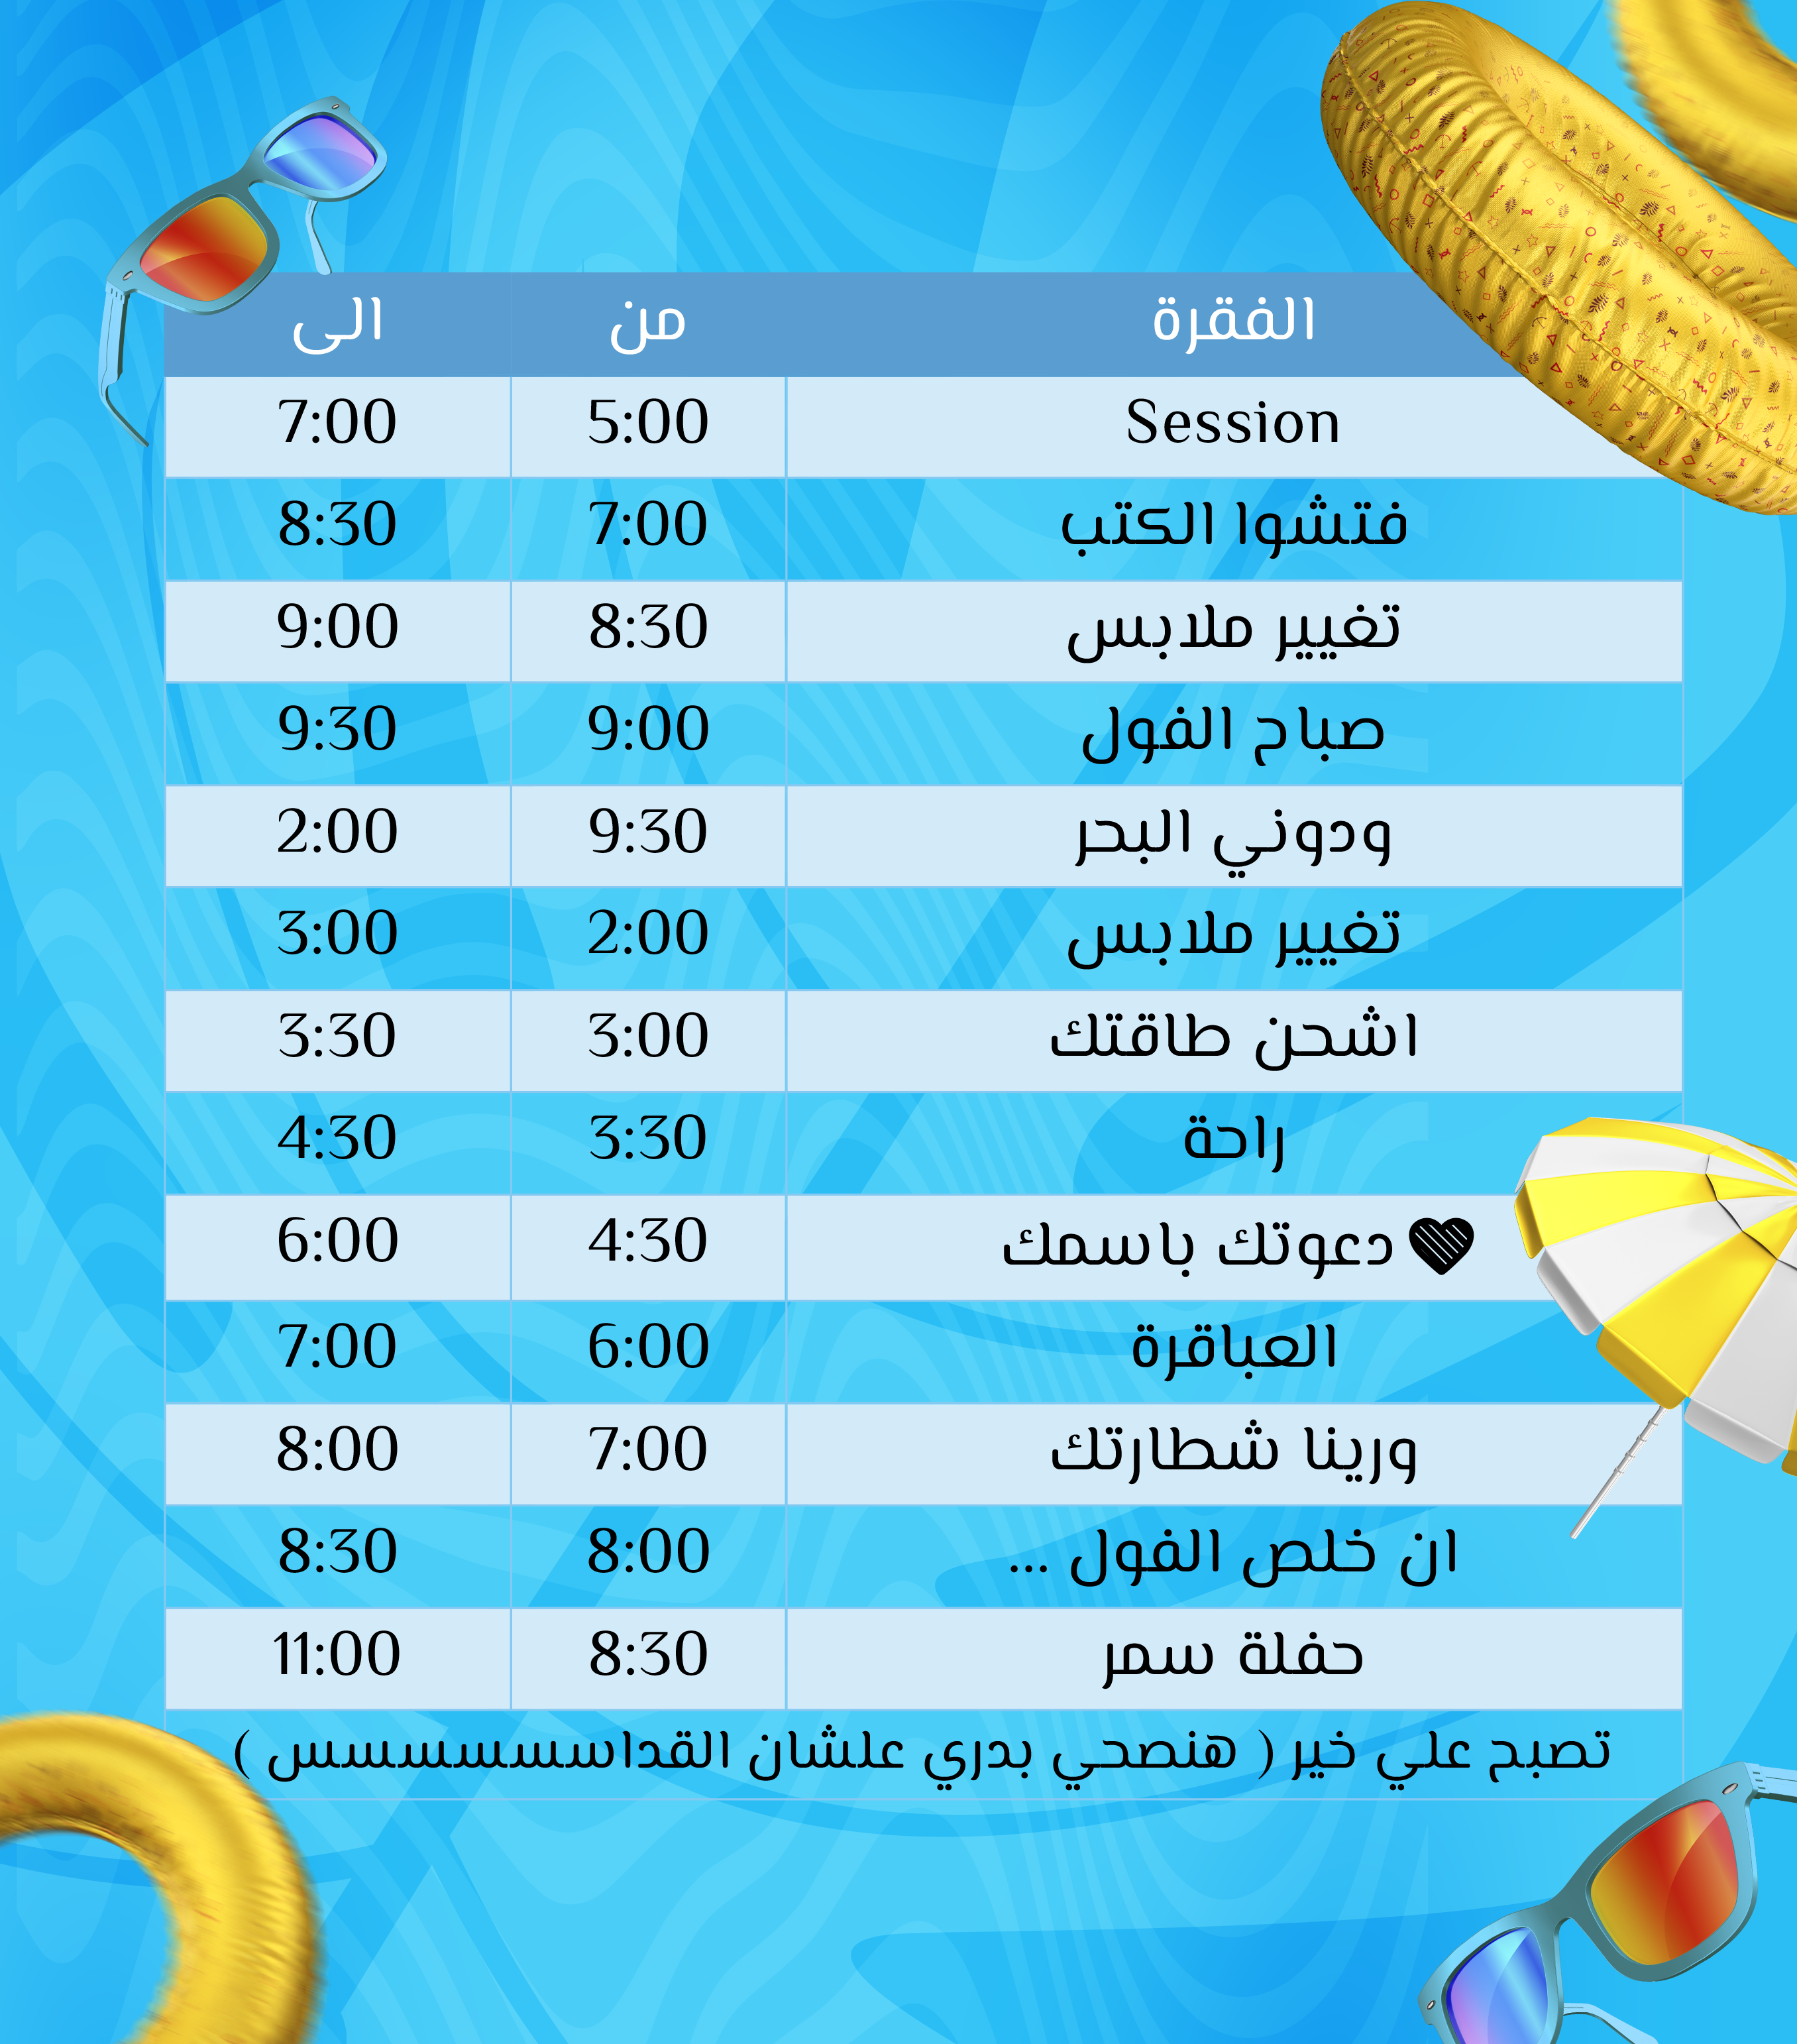 الفقرة من الى
Session 5:00 7:00
فتشوا الكتب 7:00 8:30
تغيير ملابس 8:30 9:00
صباح الفول 9:00 9:30
ودوني البحر 9:30 2:00
تغيير ملابس 2:00 3:00
اشحن طاقتك 3:00 3:30
راحة 3:30 4:30
🖤دعوتك باسمك 4:30 6:00
العباقرة 6:00 7:00
ورينا شطارتك 7:00 8:00
ان خلص الفول ... 8:00 8:30
حفلة سمر 8:30 11:00
تصبح علي خير ( هنصحي بدري علشان القداسسسسسسس )